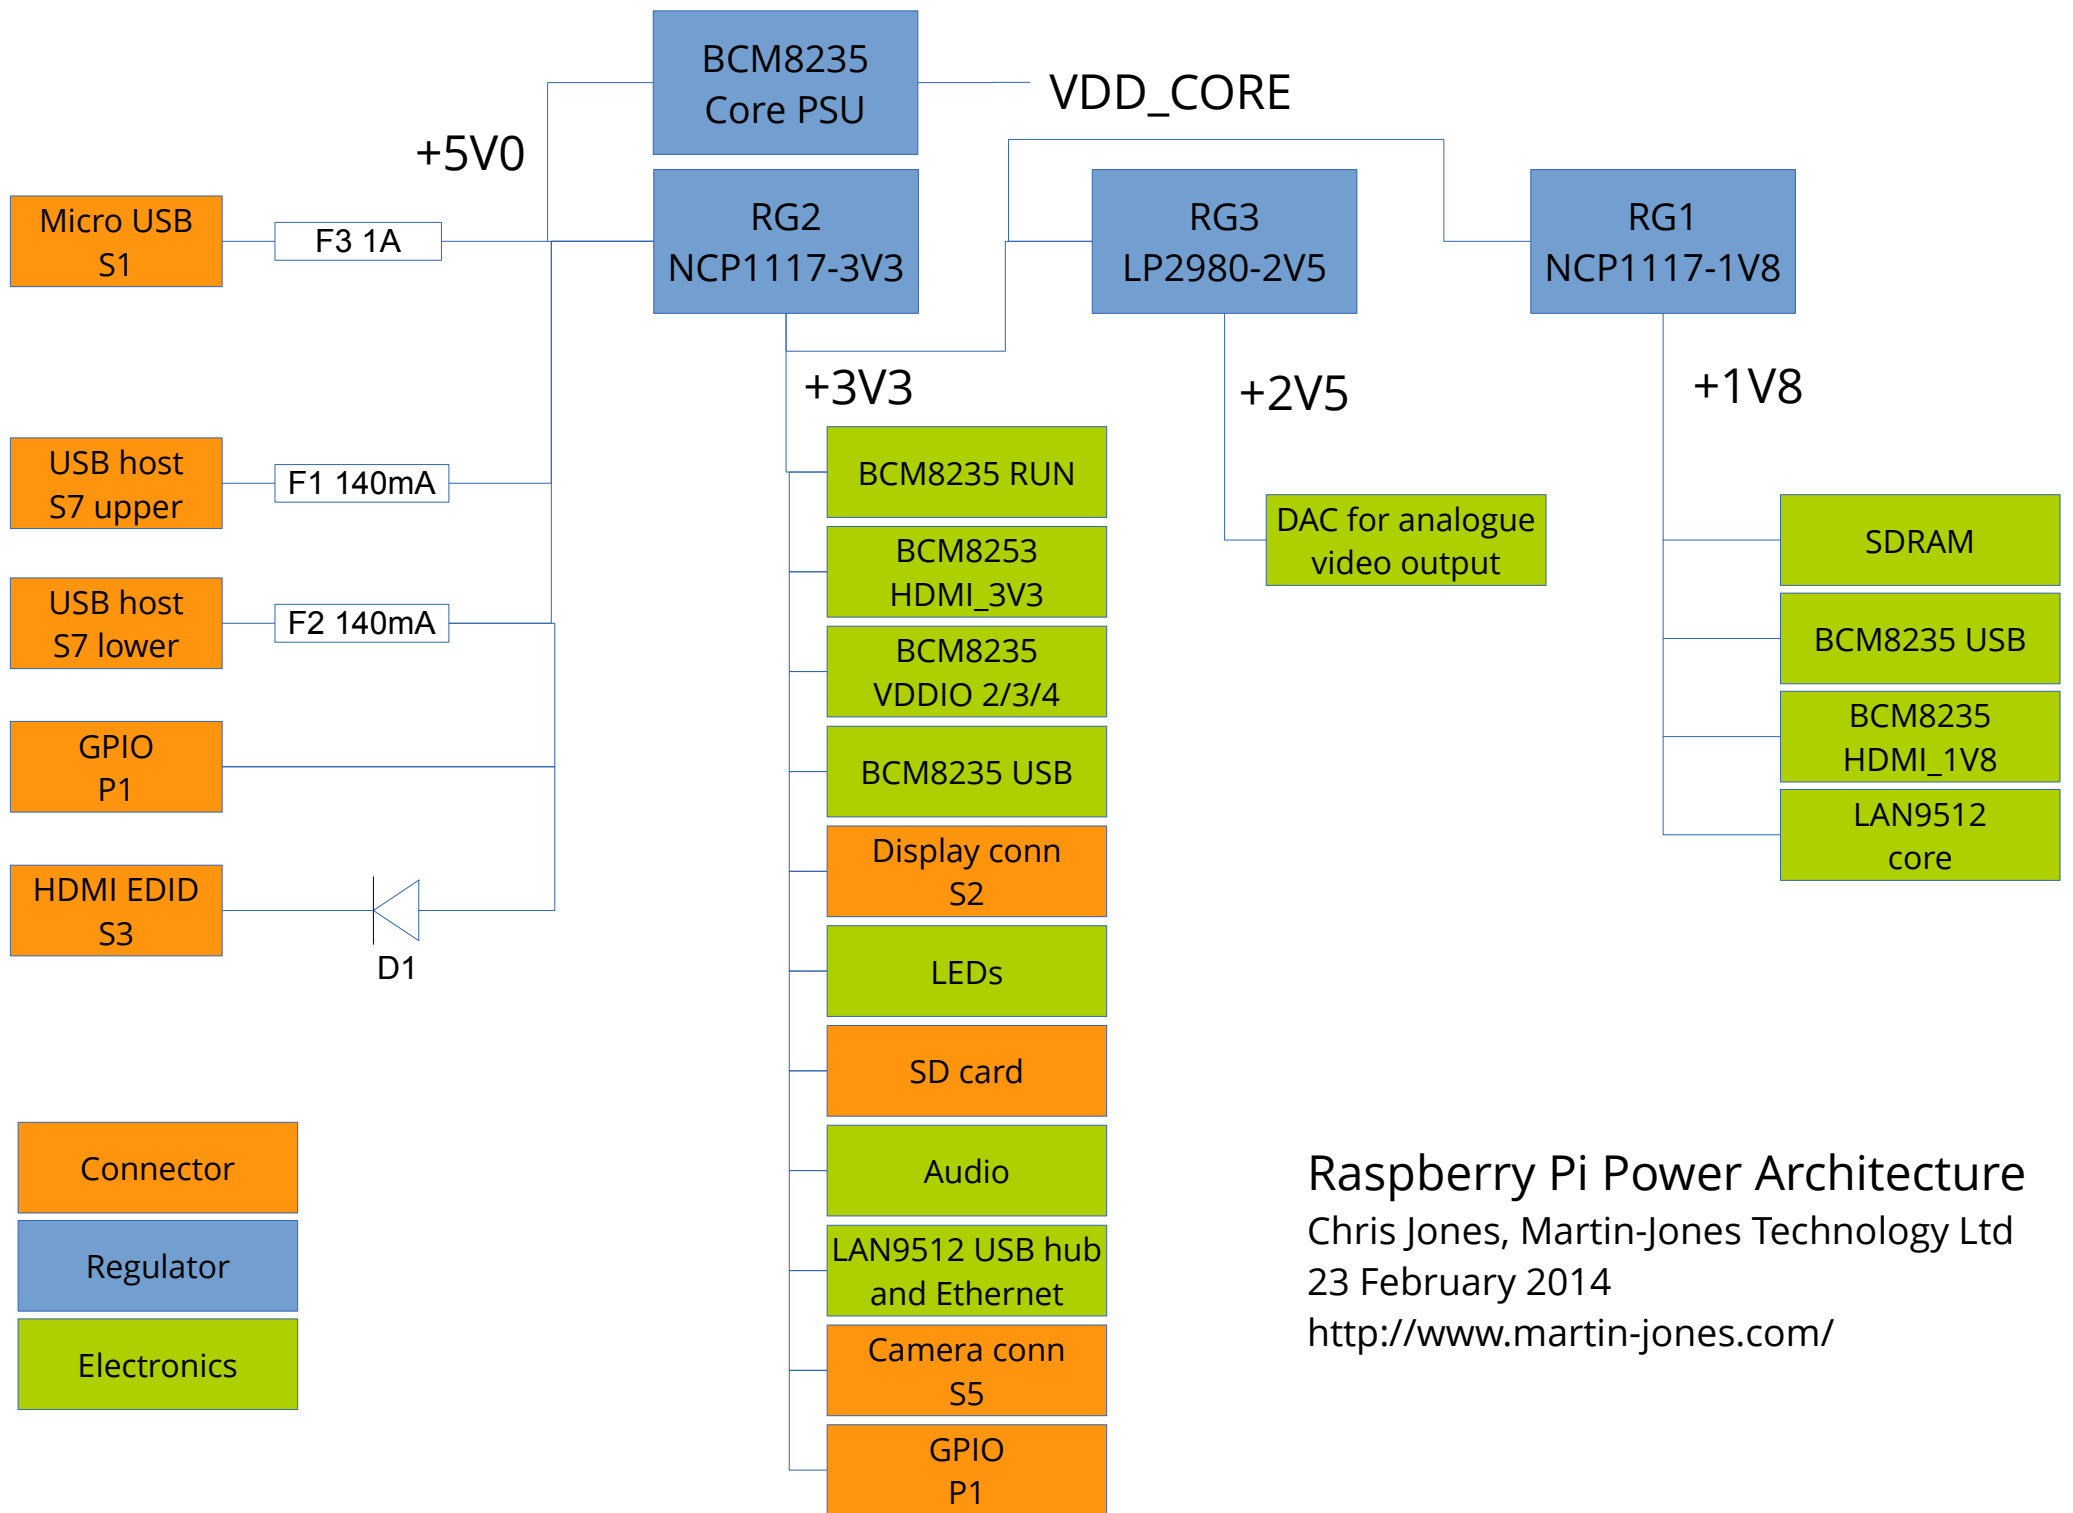 BCM8235
Core PSU
VDD_CORE
+5V0
Micro USB
S1
F3 1A
RG2
NCP1117-3V3
RG3
LP2980-2V5
RG1
NCP1117-1V8
+3V3
+2V5
+1V8
USB host
S7 upper
F1 140mA
USB host
S7 lower
F2 140mA
GPIO
P1
HDMI EDID
S3
D1
BCM8235 RUN
BCM8253
HDMI_3V3
BCM8235
VDDIO 2/3/4
BCM8235 USB
Display conn
S2
LEDs
SD card
Audio
LAN9512 USB hub
and Ethernet
Camera conn
S5
GPIO
P1
DAC for analogue
video output
SDRAM
BCM8235 USB
BCM8235
HDMI_1V8
LAN9512
core
Connector
Regulator
Electronics
Raspberry Pi Power Architecture
Chris Jones, Martin-Jones Technology Ltd
23 February 2014
http://www.martin-jones.com/